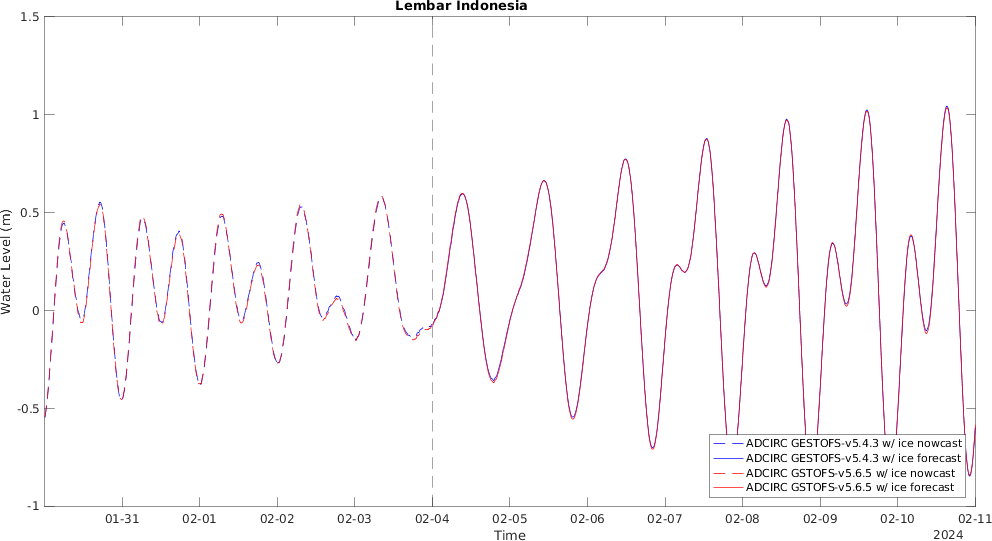 Lembar Indonesia
1.5
1
0.5
0
-0.5
-1
Water Level (m)
ADCIRC GESTOFS-v5.4.3 w/ ice nowcast
ADCIRC GESTOFS-v5.4.3 w/ ice forecast
ADCIRC GSTOFS-v5.6.5 w/ ice nowcast
ADCIRC GSTOFS-v5.6.5 w/ ice forecast
01-31 02-01 02-02 02-03 02-04 02-05 02-06 02-07 02-08 02-09 02-10 02-11
Time
2024